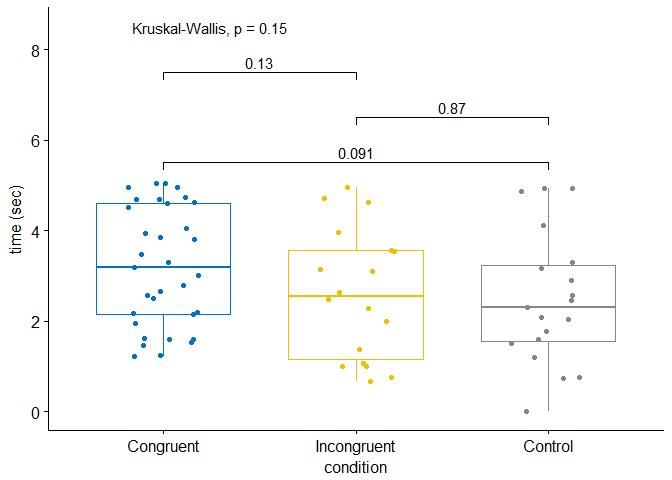 Kruskal-Wallis, p = 0.15
8
0.13
0.87
6
0.091
time (sec)
4
2
0
Congruent Incongruent Control
condition